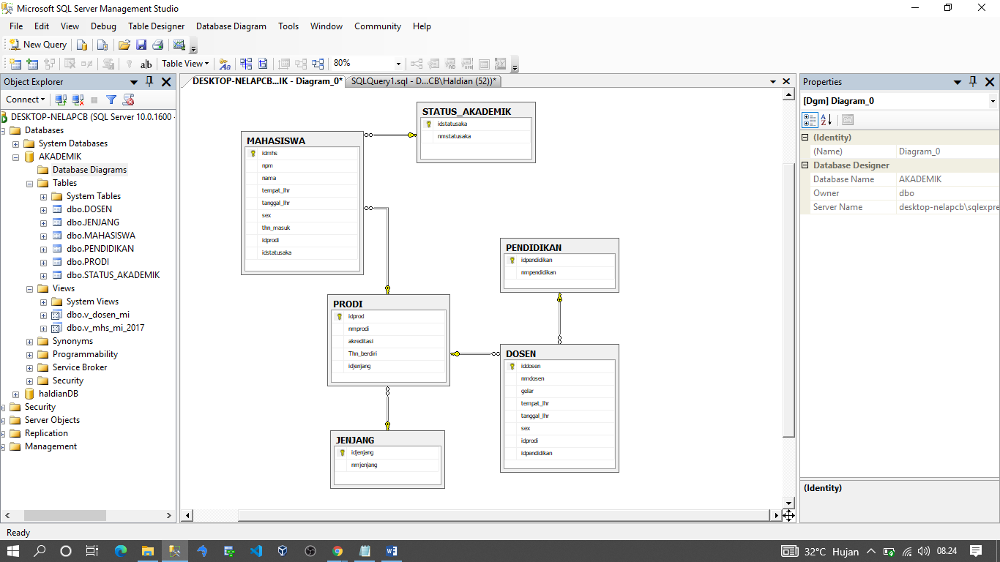 Microsoft SQL Server Management Studio
File Edit View Debug Table Designer Database Diagram Tools Window Community Help
New Query
ab Table View 80%
Object Explorer
Connect
DESKTOP-NELAPCB (SQL Server 10.0.1600 -
Databases
System Databases
AKADEMIK
Database Diagrams
Tables
System Tables
dbo.DOSEN
dbo.JENJANG
dbo.MAHASISWA
dbo.PENDIDIKAN
dbo.PRODI
dbo.STATUS_AKADEMIK
Views
System Views
dbo.v_dosen_mi
dbo.v_mhs_mi_2017
Synonyms
Programmability
Service Broker
Security
haldianDB
Security
Server Objects
Replication
Management
DESKTOP-NELAPCB...IK - Diagram_0* SQLQuery1.sql - D...CB\Haldian (52))*
STATUS_AKADEMIK
idstatusaka
nmstatusaka
MAHASISWA
idmhs
npm
nama
tempat_lhr
tanggal_lhr
sex
thn_masuk
idprodi
idstatusaka
PENDIDIKAN
idpendidikan
nmpendidikan
PRODI
idprod
nmprodi
akreditasi
Thn_berdiri
idjenjang
DOSEN
iddosen
nmdosen
gelar
tempat_lhr
tanggal_lhr
sex
idprodi
idpendidikan
JENJANG
idjenjang
nmjenjang
Properties
[Dgm] Diagram_0
(Identity)
(Name) Diagram_0
Database Designer
Database Name AKADEMIK
Owner dbo
Server Name desktop-nelapcb\sqlexpre
(Identity)
Ready
32°C Hujan 08.24